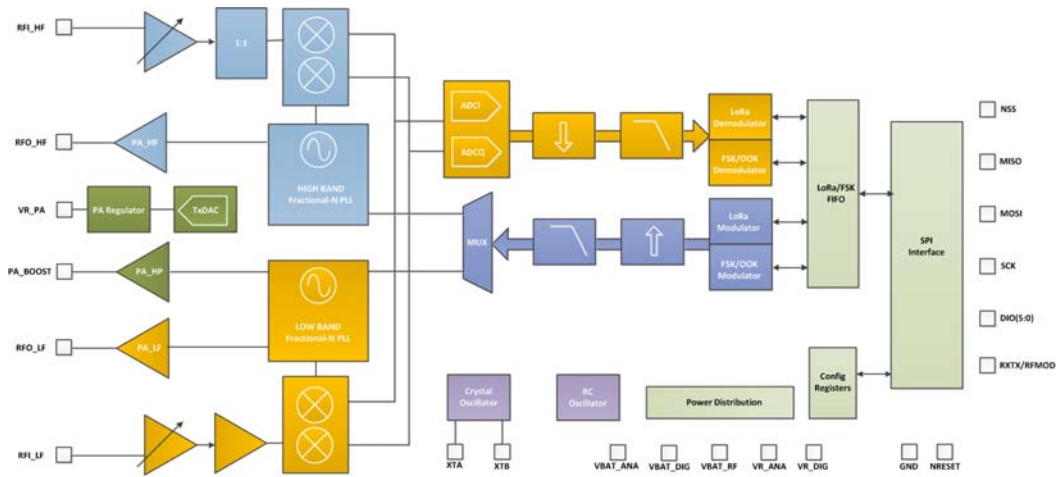 RFI_HF
1:1
RFO_HF
PA_HF
HIGH BAND
Fractional-N PLL
VR_PA
PA Regulator
TxDAC
PA_BOOST
PA_HP
RFO_LF
PA_LF
LOW BAND
Fractional-N PLL
RFI_LF
ADCI
ADCQ
MUX
LoRa
Demodulator
FSK/OOK
Demodulator
LoRa
Modulator
FSK/OOK
Modulator
LoRa/FSK
FIFO
SPI
Interface
NSS
MISO
MOSI
SCK
DIO(5:0)
RXTX/RFMOD
Crystal
Oscillator
RC
Oscillator
Power Distribution
Config
Registers
XTA
XTB
VBAT_ANA
VBAT_DIG
VBAT_RF
VR_ANA
VR_DIG
GND
NRESET